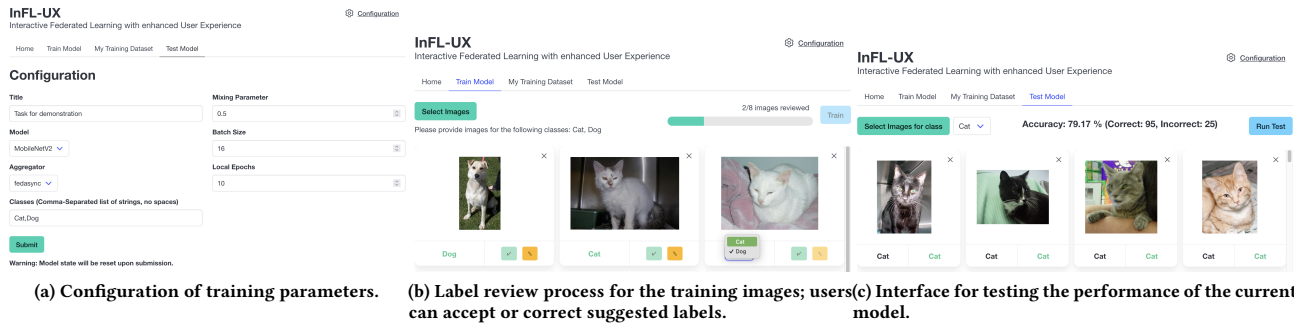 InFL-UX
Configuration
Interactive Federated Learning with enhanced User Experience
Home Train Model My Training Dataset Test Model
Configuration
Title
Task for demonstration
Mixing Parameter
0.5
Model
MobileNetV2
Batch Size
16
Aggregator
fedasync
Local Epochs
10
Classes (Comma-Separated list of strings, no spaces)
Cat,Dog
Submit
Warning: Model state will be reset upon submission.
(a) Configuration of training parameters.
InFL-UX
Configuration
Interactive Federated Learning with enhanced User Experience
Home Train Model My Training Dataset Test Model
Select Images
2/8 images reviewed
Train
Please provide images for the following classes: Cat, Dog
Dog
Cat
Cat
Dog
(b) Label review process for the training images; users
can accept or correct suggested labels.
InFL-UX
Configuration
Interactive Federated Learning with enhanced User Experience
Home Train Model My Training Dataset Test Model
Select Images for class Cat Accuracy: 79.17 % (Correct: 95, Incorrect: 25) Run Test
Cat Cat Cat Cat Cat Cat Cat Cat
(c) Interface for testing the performance of the current
model.